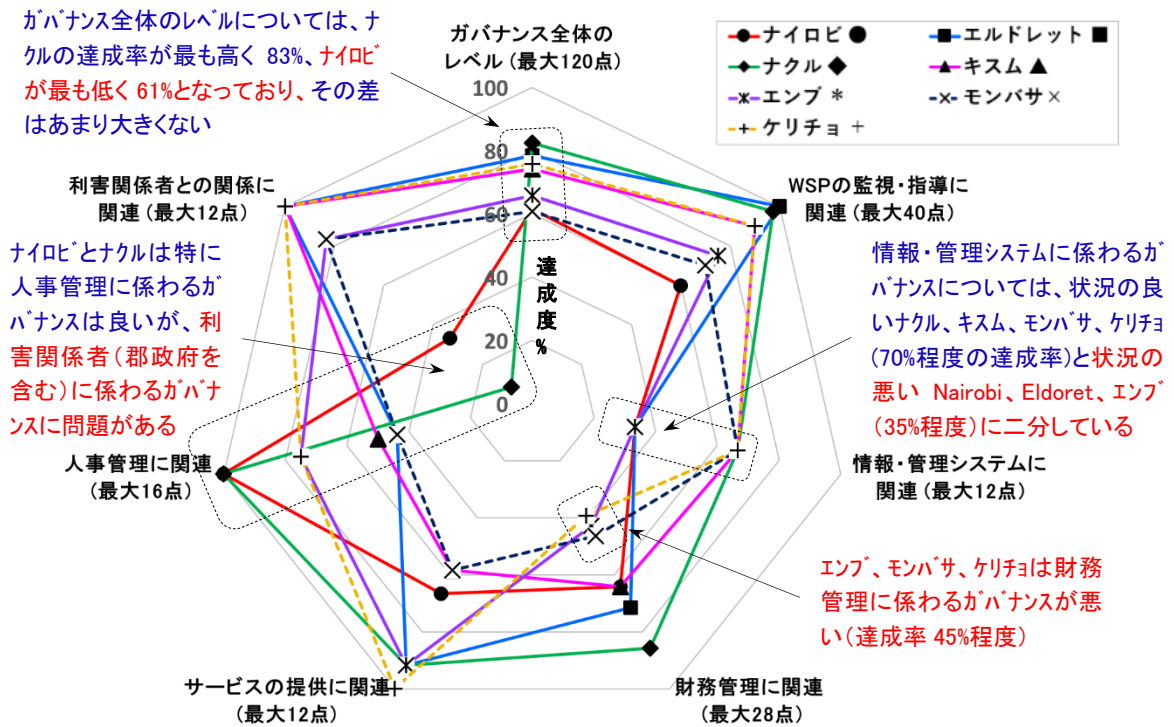 ｶﾞﾊﾞﾅﾝｽ全体のﾚﾍﾞﾙについては、ナ
クルの達成率が最も高く 83%、ﾅｲﾛﾋﾞ
が最も低く 61%となっており、その差
はあまり大きくない
ガバナンス全体の
レベル (最大120点)
ナイロビ ●
エルドレット ■
ナクル ◆
キスム ▲
エンブ *
モンバサ ×
ケリチョ +
100
80
60
40
20
0
達成度%
利害関係者との関係に
関連 (最大12点)
WSPの監視・指導に
関連 (最大40点)
ﾅｲﾛﾋﾞとﾅｸﾙは特に
人事管理に係わるｶﾞ
ﾊﾞﾅﾝｽは良いが、利
害関係者(郡政府を
含む)に係わるｶﾞﾊﾞﾅ
ﾝｽに問題がある
情報・管理システムに係わるｶﾞ
ﾊﾞﾅﾝｽについては、状況の良
いﾅｸﾙ、ｷｽﾑ、ﾓﾝﾊﾞｻ、ｹﾘﾁｮ
(70%程度の達成率)と状況の
悪い Nairobi、Eldoret、ｴﾝﾌﾞ
(35%程度)に二分している
人事管理に関連
(最大16点)
情報・管理システムに
関連 (最大12点)
ｴﾝﾌﾞ、ﾓﾝﾊﾞｻ、ｹﾘﾁｮは財務
管理に係わるｶﾞﾊﾞﾅﾝｽが悪
い(達成率 45%程度)
サービスの提供に関連
(最大12点)
財務管理に関連
(最大28点)